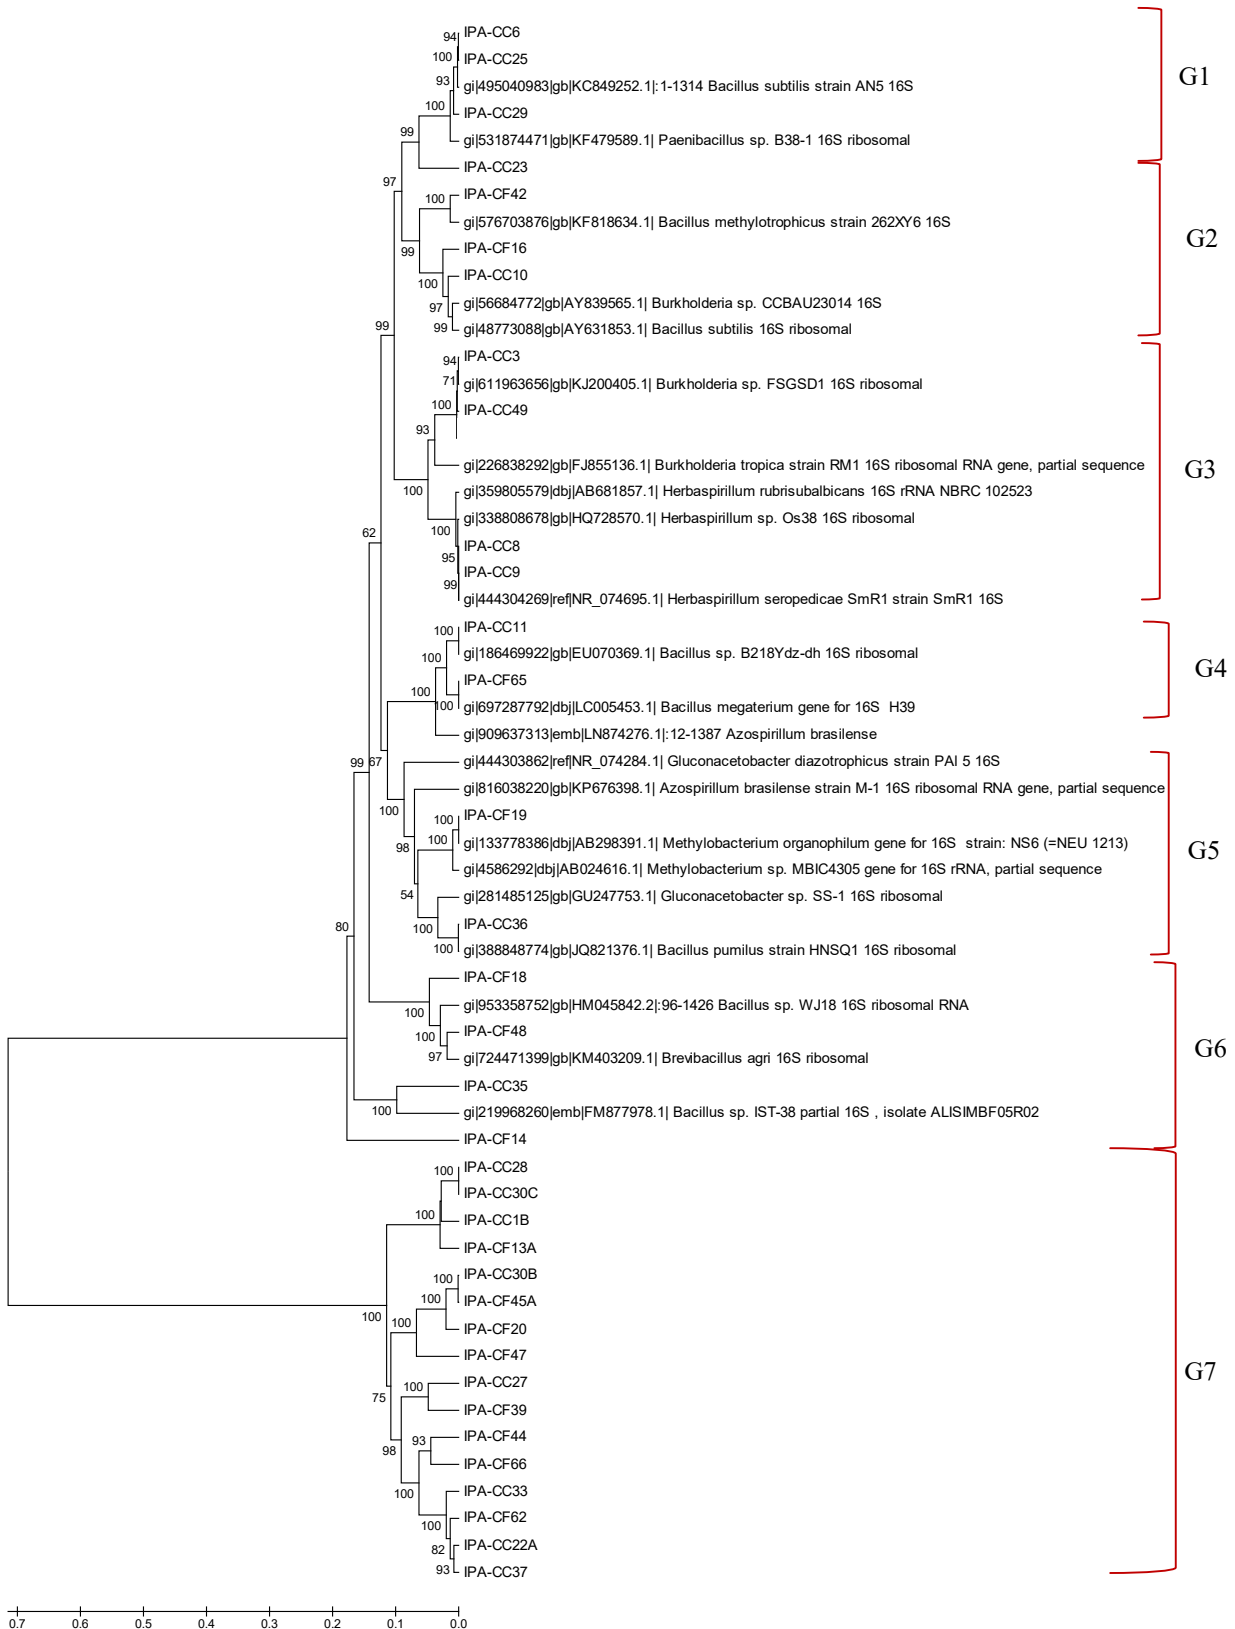 IPA-CC6
94
IPA-CC25
100
G1
gi|495040983|gb|KC849252.1|:1-1314 Bacillus subtilis strain AN5 16S
93
IPA-CC29
100
gi|531874471|gb|KF479589.1| Paenibacillus sp. B38-1 16S ribosomal
99
IPA-CC23
97
IPA-CF42
100
gi|576703876|gb|KF818634.1| Bacillus methylotrophicus strain 262XY6 16S
G2
IPA-CF16
99
IPA-CC10
100
gi|56684772|gb|AY839565.1| Burkholderia sp. CCBAU23014 16S
97
gi|48773088|gb|AY631853.1| Bacillus subtilis 16S ribosomal
99
99
IPA-CC3
94
gi|611963656|gb|KJ200405.1| Burkholderia sp. FSGSD1 16S ribosomal
71
IPA-CC49
100
93
gi|226838292|gb|FJ855136.1| Burkholderia tropica strain RM1 16S ribosomal RNA gene, partial sequence
G3
gi|359805579|dbj|AB681857.1| Herbaspirillum rubrisubalbicans 16S rRNA NBRC 102523
100
gi|338808678|gb|HQ728570.1| Herbaspirillum sp. Os38 16S ribosomal
100
62
IPA-CC8
95
IPA-CC9
99
gi|444304269|ref|NR_074695.1| Herbaspirillum seropedicae SmR1 strain SmR1 16S
IPA-CC11
100
gi|186469922|gb|EU070369.1| Bacillus sp. B218Ydz-dh 16S ribosomal
100
G4
IPA-CF65
100
gi|697287792|dbj|LC005453.1| Bacillus megaterium gene for 16S H39
100
gi|909637313|emb|LN874276.1|:12-1387 Azospirillum brasilense
gi|444303862|ref|NR_074284.1| Gluconacetobacter diazotrophicus strain PAl 5 16S
99
67
gi|816038220|gb|KP676398.1| Azospirillum brasilense strain M-1 16S ribosomal RNA gene, partial sequence
100
IPA-CF19
100
gi|133778386|dbj|AB298391.1| Methylobacterium organophilum gene for 16S strain: NS6 (=NEU 1213)
100
98
G5
gi|4586292|dbj|AB024616.1| Methylobacterium sp. MBIC4305 gene for 16S rRNA, partial sequence
54
gi|281485125|gb|GU247753.1| Gluconacetobacter sp. SS-1 16S ribosomal
80
IPA-CC36
100
gi|388848774|gb|JQ821376.1| Bacillus pumilus strain HNSQ1 16S ribosomal
100
IPA-CF18
gi|953358752|gb|HM045842.2|:96-1426 Bacillus sp. WJ18 16S ribosomal RNA
100
IPA-CF48
100
G6
gi|724471399|gb|KM403209.1| Brevibacillus agri 16S ribosomal
97
IPA-CC35
gi|219968260|emb|FM877978.1| Bacillus sp. IST-38 partial 16S , isolate ALISIMBF05R02
100
IPA-CF14
IPA-CC28
100
IPA-CC30C
IPA-CC1B
100
IPA-CF13A
IPA-CC30B
100
IPA-CF45A
100
100
IPA-CF20
100
IPA-CF47
G7
IPA-CC27
100
75
IPA-CF39
IPA-CF44
93
98
IPA-CF66
IPA-CC33
100
IPA-CF62
100
IPA-CC22A
82
IPA-CC37
93
0.7 0.6 0.5 0.4 0.3 0.2 0.1 0.0